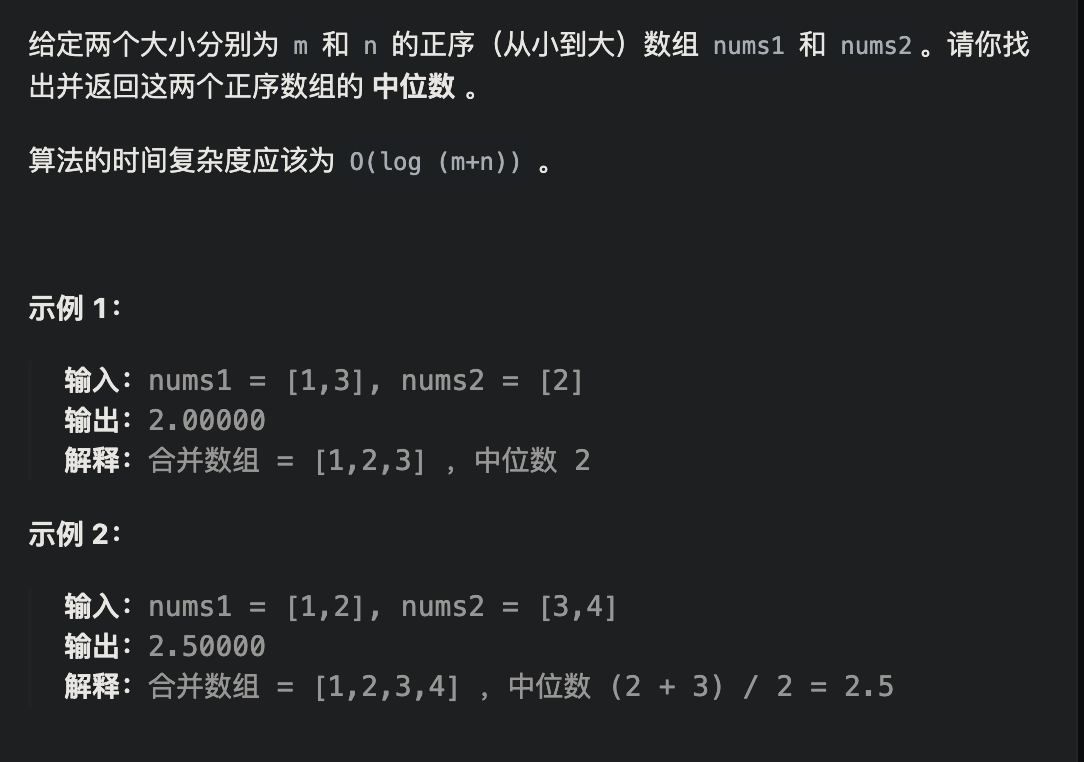 给定两个大小分别为 m 和 n 的正序（从小到大）数组 nums1 和 nums2 。请你找
出并返回这两个正序数组的 中位数 。
算法的时间复杂度应该为 O(log (m+n)) 。
示例 1：
输入：nums1 = [1,3], nums2 = [2]
输出：2.00000
解释：合并数组 = [1,2,3] ，中位数 2
示例 2：
输入：nums1 = [1,2], nums2 = [3,4]
输出：2.50000
解释：合并数组 = [1,2,3,4] ，中位数 (2 + 3) / 2 = 2.5